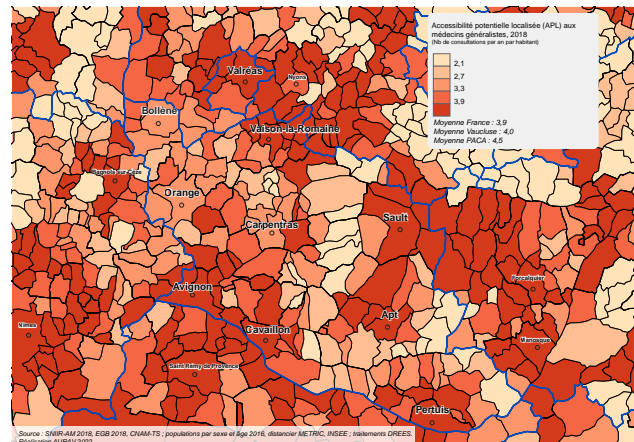 Accessibilité potentielle localisée (APL) aux
médecins généralistes, 2018
(Nb de consultations par an par habitant)
2,1
2,7
3,3
3,9
Moyenne France : 3,9
Moyenne Vaucluse : 4,0
Moyenne PACA : 4,5
Valréas
Nyons
Bollène
Vaison-la-Romaine
Bagnols-sur-Cèze
Orange
Sault
Carpentras
Forcalquier
Avignon
Apt
Nîmes
Cavaillon
Manosque
Saint Rémy de Provence
Pertuis
Source : SNIIR-AM 2018, EGB 2018, CNAM-TS ; populations par sexe et âge 2016, distancier METRIC, INSEE ; traitements DREES.
Réalisation AURAV 2022